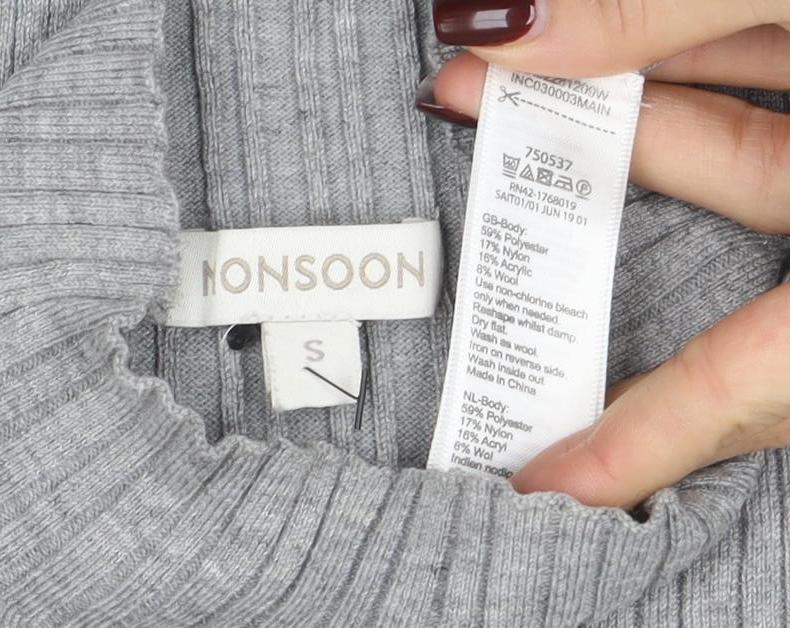 INC030003MAIN
750537
RN42-1768019
SAIT01/01 JUN 19 01
GB-Body:
59% Polyester
17% Nylon
16% Acrylic
8% Wool
Use non-chlorine bleach
only when needed.
Reshape whilst damp.
Dry flat.
Wash as wool.
Iron on reverse side
Wash inside out
Made in China
NL-Body:
59% Polyester
17% Nylon
16% Acryl
8% Wol
Indien nodig
MONSOON
S